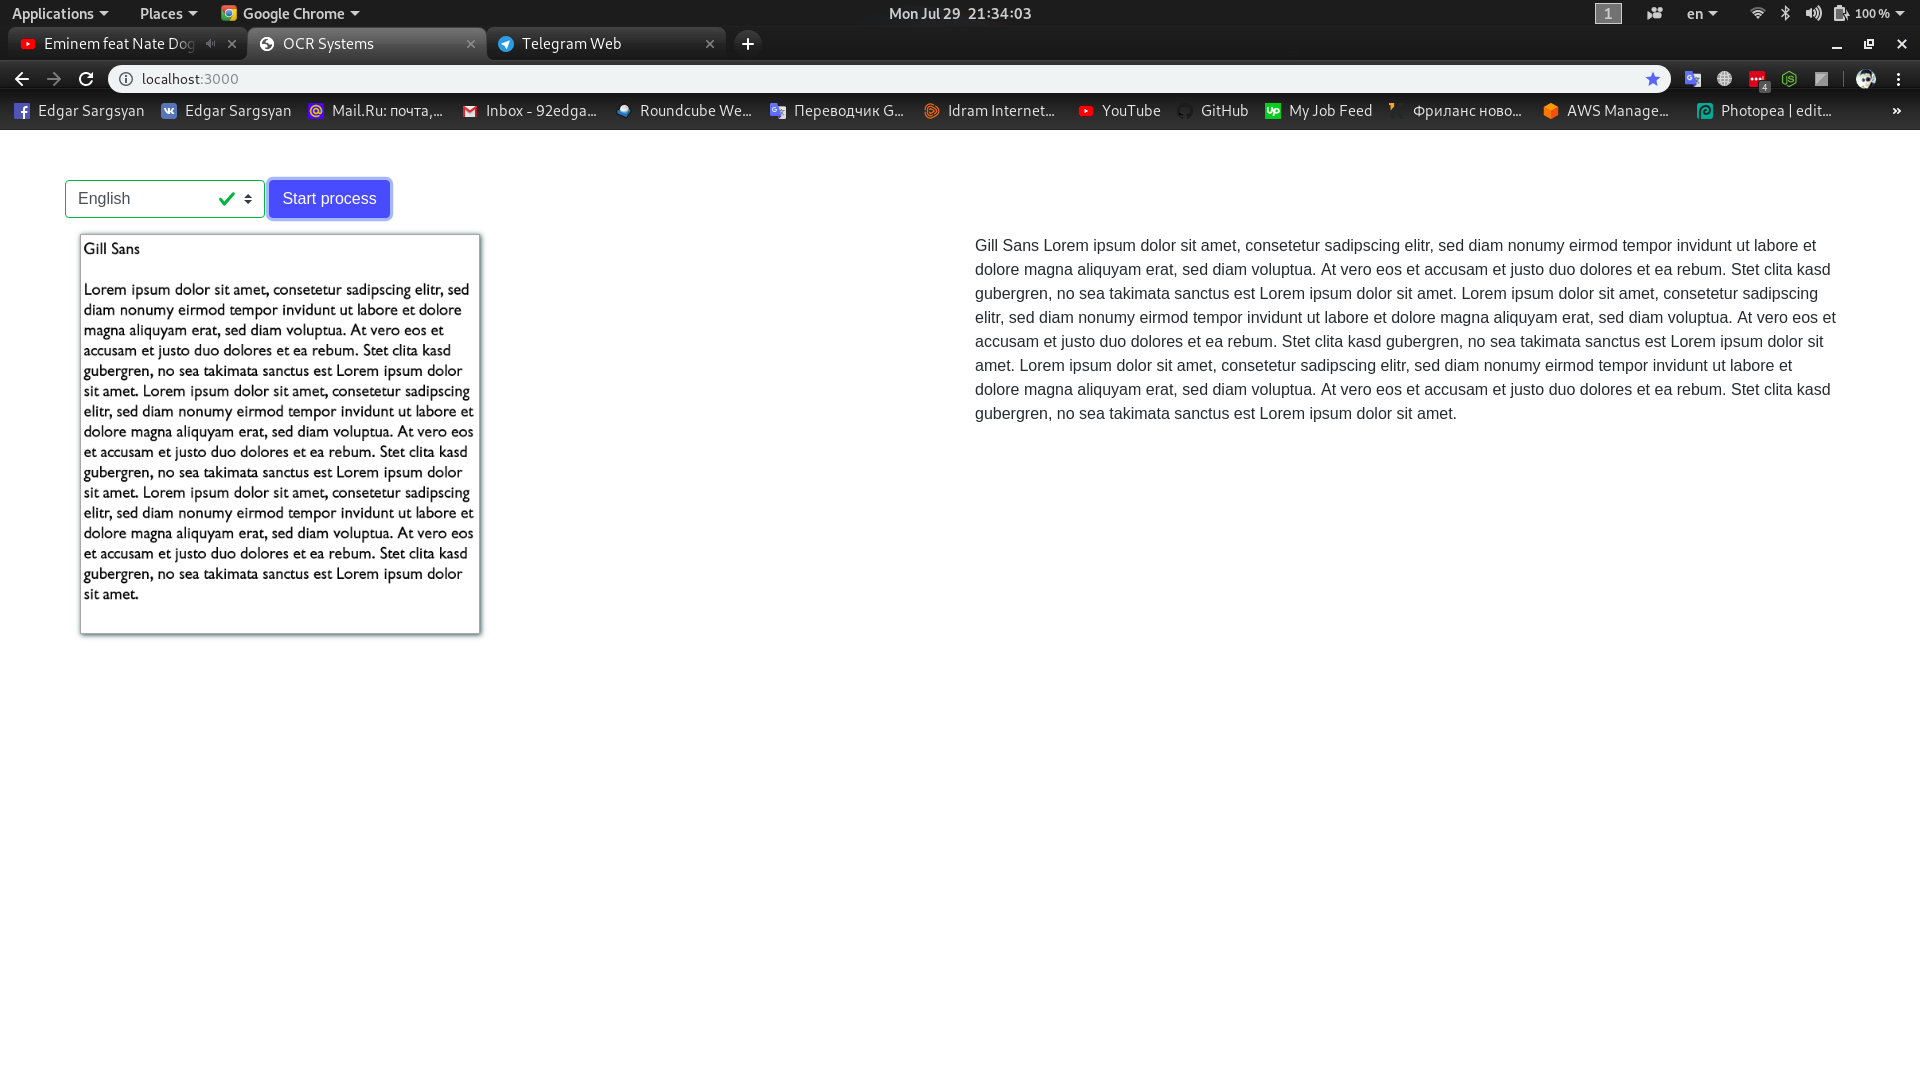 Applications Places Google Chrome Mon Jul 29 21:34:03 1 en 100 %
Eminem feat Nate Dog OCR Systems Telegram Web
localhost:3000 4
Edgar Sargsyan Edgar Sargsyan Mail.Ru: почта,... Inbox - 92edga... Roundcube We... Переводчик G... Idram Internet... YouTube GitHub My Job Feed Фриланс ново... AWS Manage... Photopea | edit... »
English Start process
Gill Sans
Lorem ipsum dolor sit amet, consetetur sadipscing elitr, sed
diam nonumy eirmod tempor invidunt ut labore et dolore
magna aliquyam erat, sed diam voluptua. At vero eos et
accusam et justo duo dolores et ea rebum. Stet clita kasd
gubergren, no sea takimata sanctus est Lorem ipsum dolor
sit amet. Lorem ipsum dolor sit amet, consetetur sadipscing
elitr, sed diam nonumy eirmod tempor invidunt ut labore et
dolore magna aliquyam erat, sed diam voluptua. At vero eos
et accusam et justo duo dolores et ea rebum. Stet clita kasd
gubergren, no sea takimata sanctus est Lorem ipsum dolor
sit amet. Lorem ipsum dolor sit amet, consetetur sadipscing
elitr, sed diam nonumy eirmod tempor invidunt ut labore et
dolore magna aliquyam erat, sed diam voluptua. At vero eos
et accusam et justo duo dolores et ea rebum. Stet clita kasd
gubergren, no sea takimata sanctus est Lorem ipsum dolor
sit amet.
Gill Sans Lorem ipsum dolor sit amet, consetetur sadipscing elitr, sed diam nonumy eirmod tempor invidunt ut labore et
dolore magna aliquyam erat, sed diam voluptua. At vero eos et accusam et justo duo dolores et ea rebum. Stet clita kasd
gubergren, no sea takimata sanctus est Lorem ipsum dolor sit amet. Lorem ipsum dolor sit amet, consetetur sadipscing
elitr, sed diam nonumy eirmod tempor invidunt ut labore et dolore magna aliquyam erat, sed diam voluptua. At vero eos et
accusam et justo duo dolores et ea rebum. Stet clita kasd gubergren, no sea takimata sanctus est Lorem ipsum dolor sit
amet. Lorem ipsum dolor sit amet, consetetur sadipscing elitr, sed diam nonumy eirmod tempor invidunt ut labore et
dolore magna aliquyam erat, sed diam voluptua. At vero eos et accusam et justo duo dolores et ea rebum. Stet clita kasd
gubergren, no sea takimata sanctus est Lorem ipsum dolor sit amet.